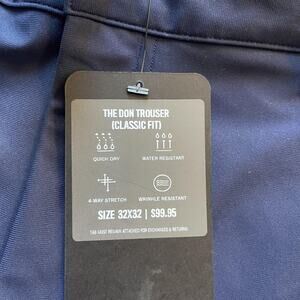 THE DON TROUSER
(CLASSIC FIT)
QUICK DRY
WATER RESISTANT
4-WAY STRETCH
WRINKLE RESISTANT
SIZE 32X32 | $99.95
TAG MUST REMAIN ATTACHED FOR EXCHANGES & RETURNS